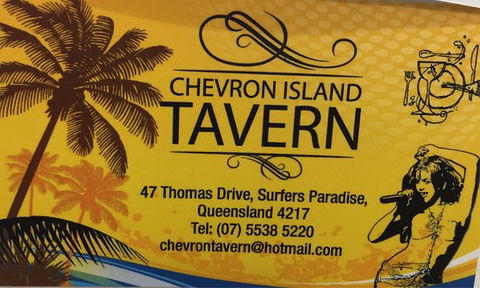 CHEVRON ISLAND
TAVERN
47 Thomas Drive, Surfers Paradise,
Queensland 4217
Tel: (07) 5538 5220
chevrontavern@hotmail.com